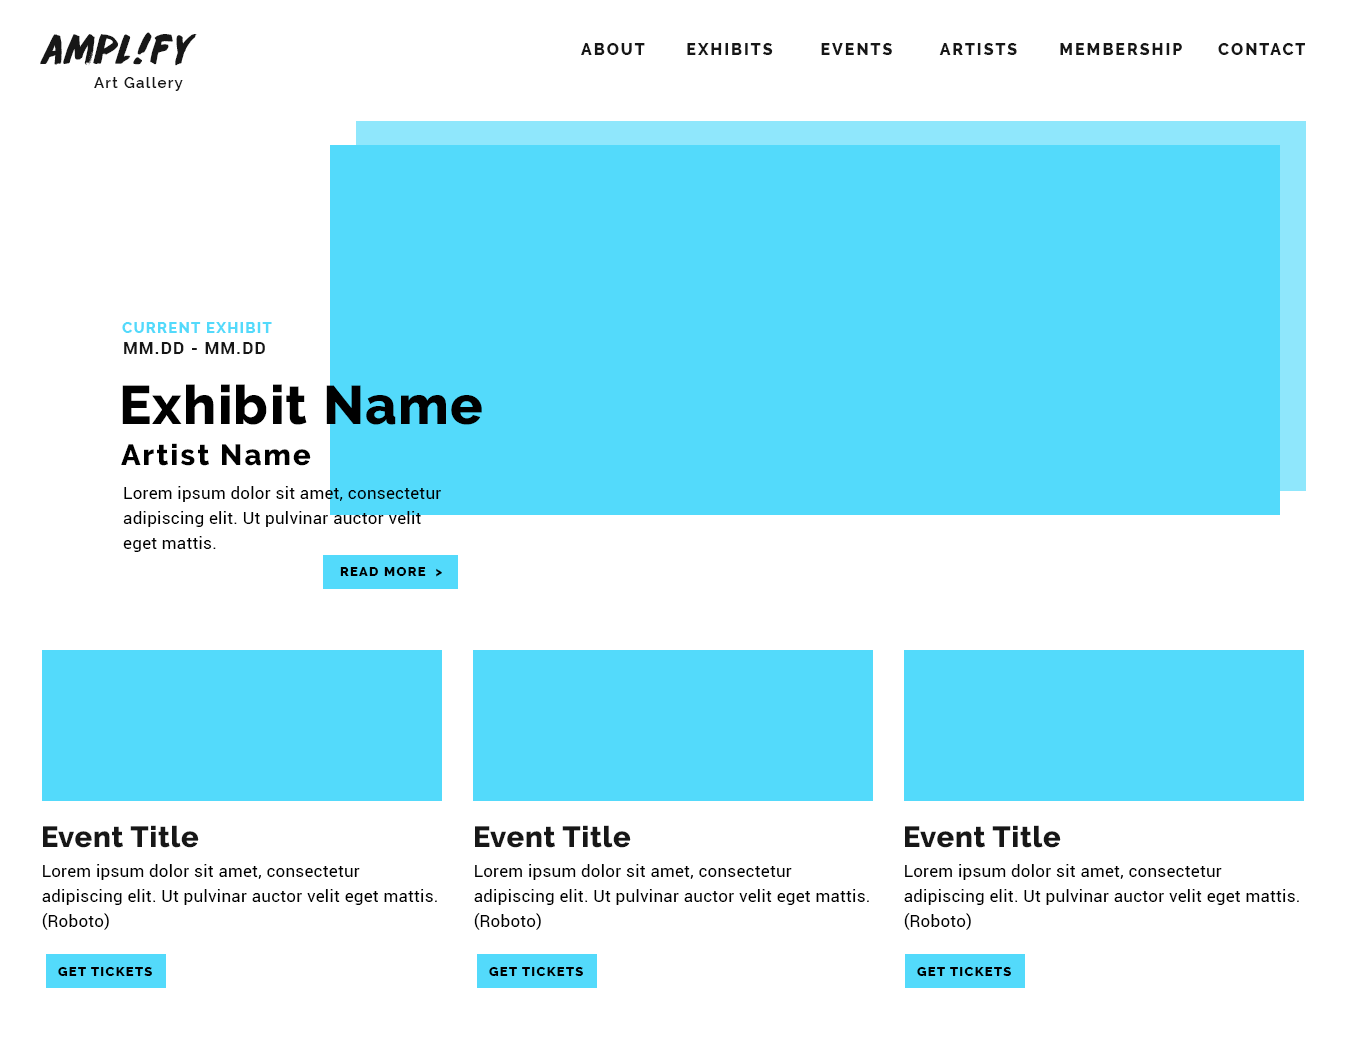 AMPL!FY
Art Gallery
ABOUT EXHIBITS EVENTS ARTISTS MEMBERSHIP CONTACT
CURRENT EXHIBIT
MM.DD - MM.DD
Exhibit Name
Artist Name
Lorem ipsum dolor sit amet, consectetur
adipiscing elit. Ut pulvinar auctor velit
eget mattis.
READ MORE >
Event Title
Lorem ipsum dolor sit amet, consectetur
adipiscing elit. Ut pulvinar auctor velit eget mattis.
(Roboto)
GET TICKETS
Event Title
Lorem ipsum dolor sit amet, consectetur
adipiscing elit. Ut pulvinar auctor velit eget mattis.
(Roboto)
GET TICKETS
Event Title
Lorem ipsum dolor sit amet, consectetur
adipiscing elit. Ut pulvinar auctor velit eget mattis.
(Roboto)
GET TICKETS